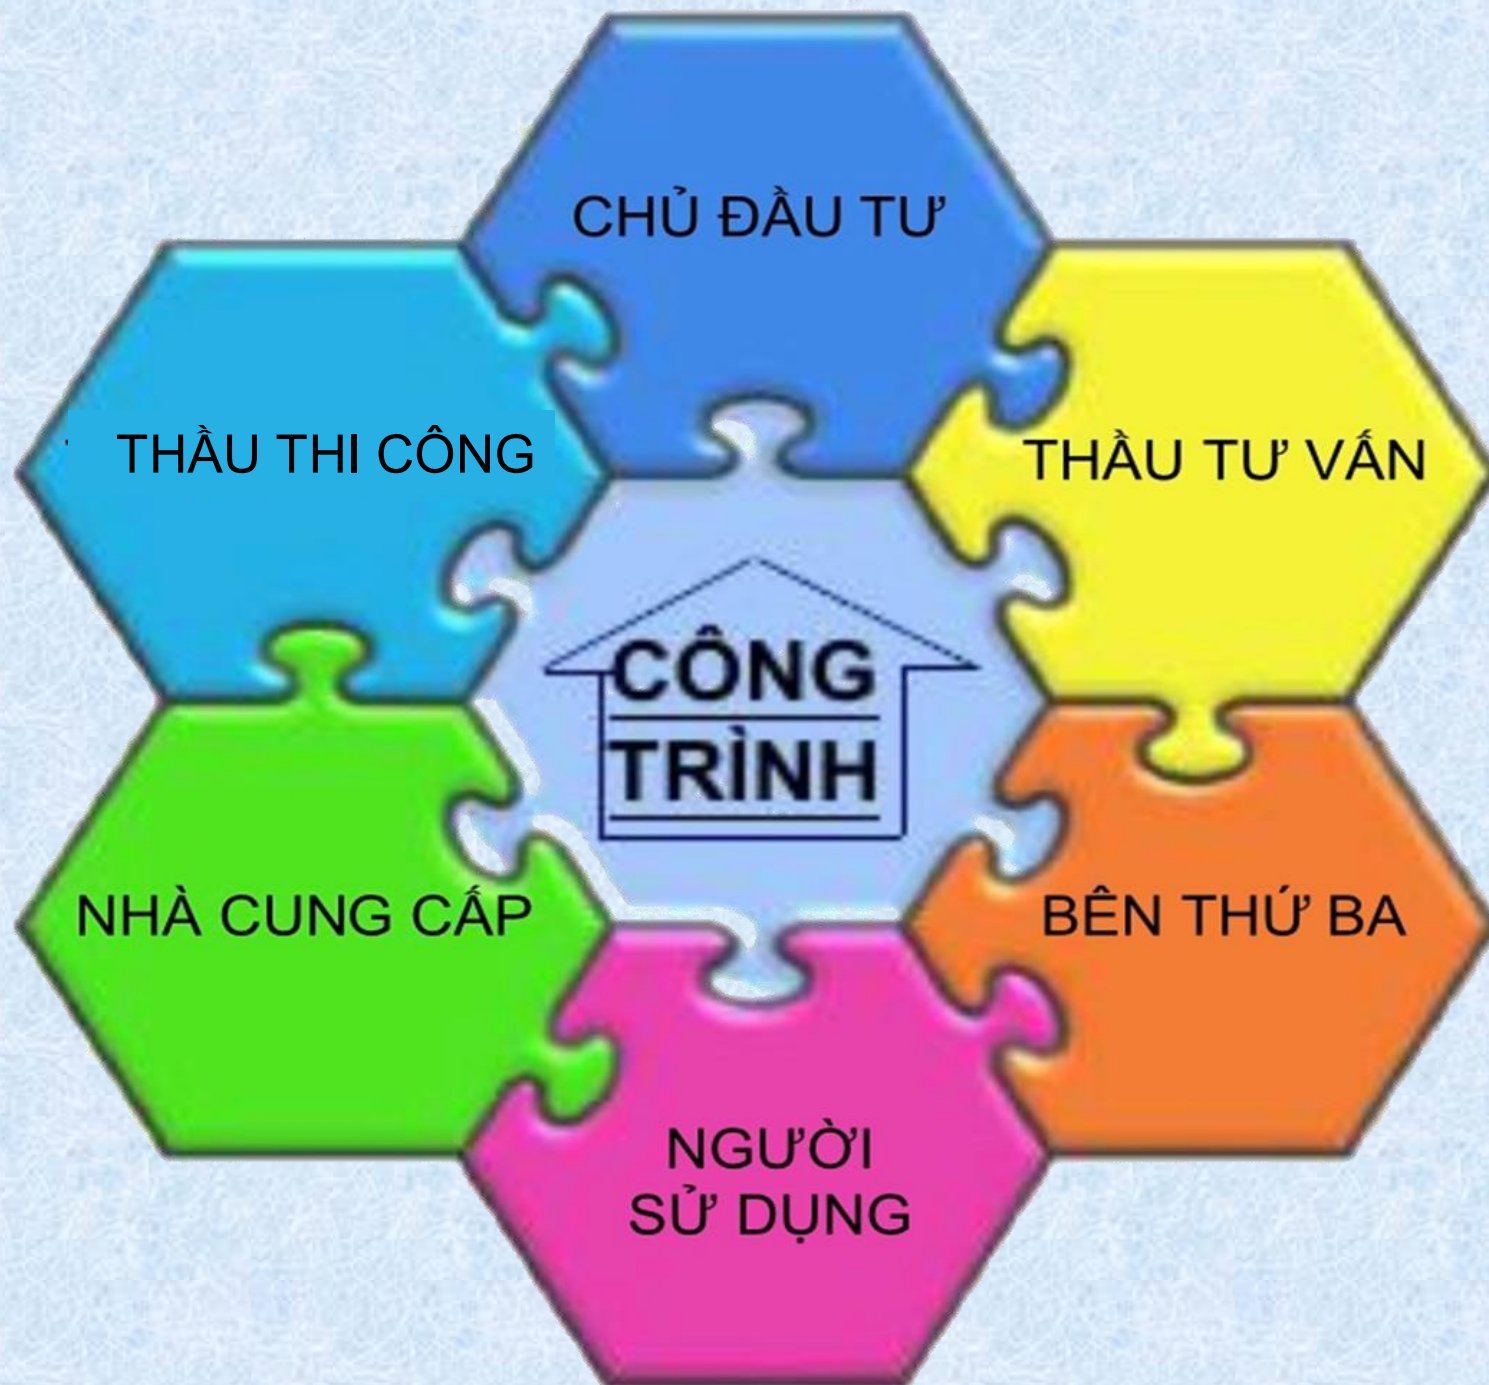 CHỦ ĐẦU TƯ
THẦU THI CÔNG
THẦU TƯ VẤN
CÔNG
TRÌNH
NHÀ CUNG CẤP
BÊN THỨ BA
NGƯỜI
SỬ DỤNG